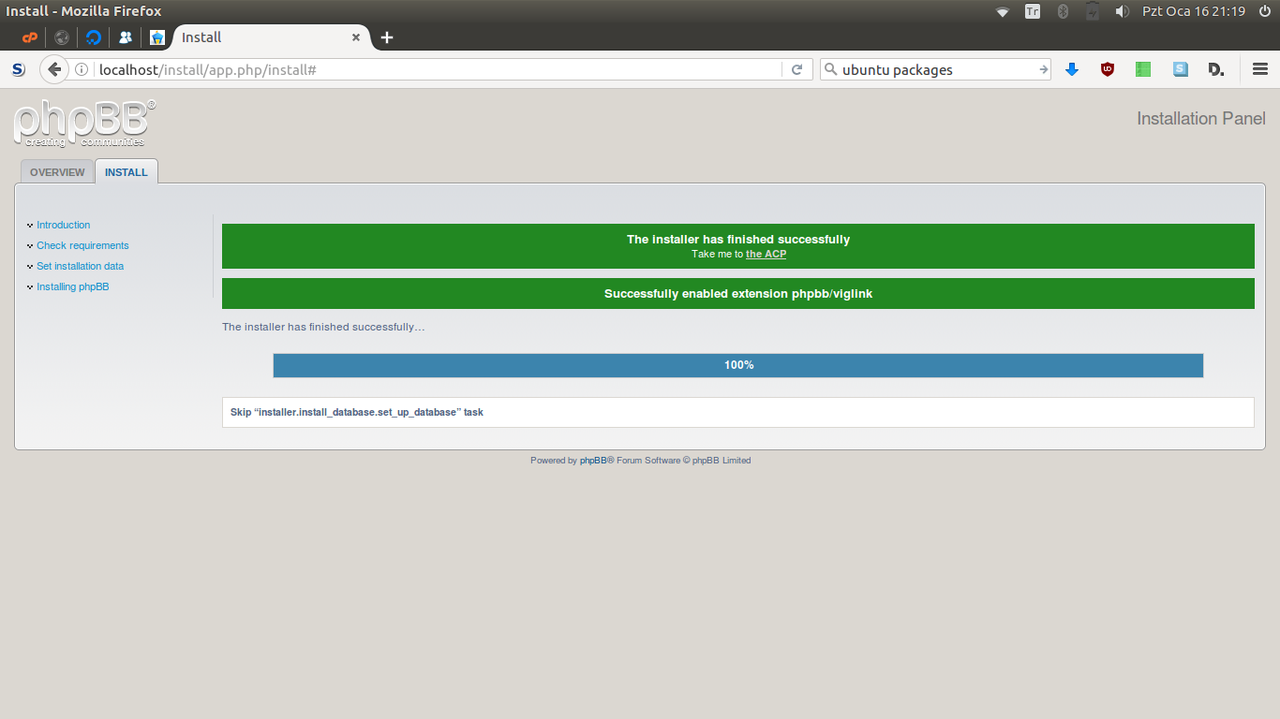 Install - Mozilla Firefox
Tr
Pzt Oca 16 21:19
cP
Install
S
localhost/install/app.php/install#
ubuntu packages
S
D.
phpBB®
creating communities
Installation Panel
OVERVIEW
INSTALL
Introduction
Check requirements
Set installation data
Installing phpBB
The installer has finished successfully
Take me to the ACP
Successfully enabled extension phpbb/viglink
The installer has finished successfully…
100%
Skip “installer.install_database.set_up_database” task
Powered by phpBB® Forum Software © phpBB Limited